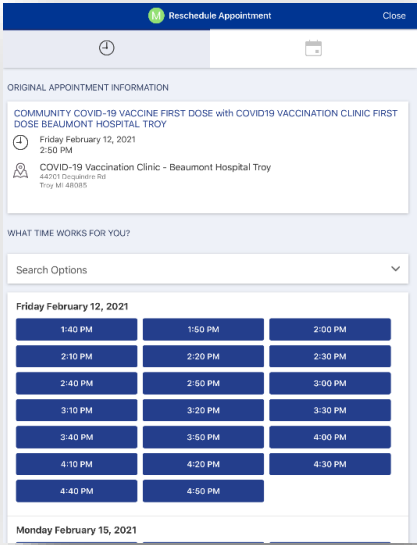 M Reschedule Appointment Close
ORIGINAL APPOINTMENT INFORMATION
COMMUNITY COVID-19 VACCINE FIRST DOSE with COVID19 VACCINATION CLINIC FIRST
DOSE BEAUMONT HOSPITAL TROY
Friday February 12, 2021
2:50 PM
COVID-19 Vaccination Clinic - Beaumont Hospital Troy
44201 Dequindre Rd
Troy MI 48085
WHAT TIME WORKS FOR YOU?
Search Options
Friday February 12, 2021
1:40 PM 1:50 PM 2:00 PM
2:10 PM 2:20 PM 2:30 PM
2:40 PM 2:50 PM 3:00 PM
3:10 PM 3:20 PM 3:30 PM
3:40 PM 3:50 PM 4:00 PM
4:10 PM 4:20 PM 4:30 PM
4:40 PM 4:50 PM
Monday February 15, 2021